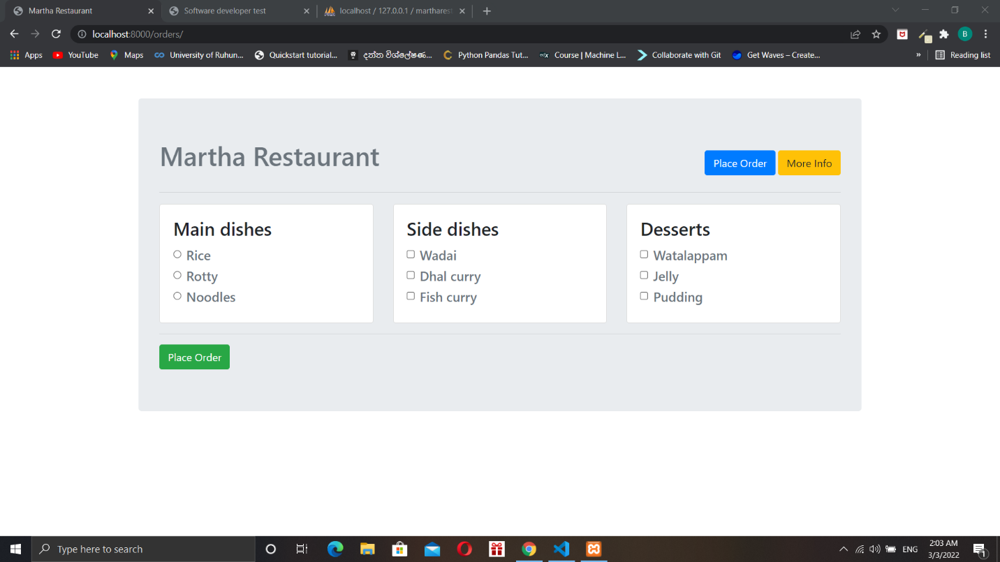 Martha Restaurant
Software developer test
localhost / 127.0.0.1 / martharest
localhost:8000/orders/
B
Apps
YouTube
Maps
University of Ruhun...
Quickstart tutorial...
දත්ත විශ්ලේෂණ...
Python Pandas Tut...
edX
Course | Machine L...
Collaborate with Git
Get Waves – Create...
»
Reading list
Martha Restaurant
Place Order
More Info
Main dishes
Rice
Rotty
Noodles
Side dishes
Wadai
Dhal curry
Fish curry
Desserts
Watalappam
Jelly
Pudding
Place Order
Type here to search
ENG
2:03 AM
3/3/2022
1